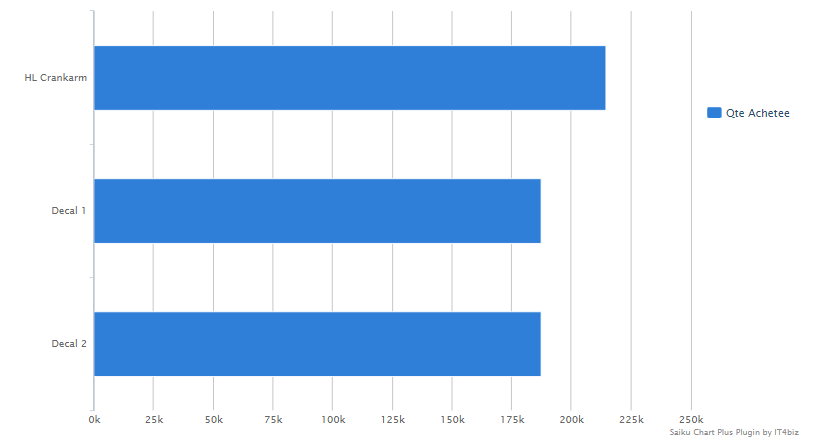 HL Crankarm
Qte Achetee
Decal 1
Decal 2
0k 25k 50k 75k 100k 125k 150k 175k 200k 225k 250k
Saiku Chart Plus Plugin by IT4biz